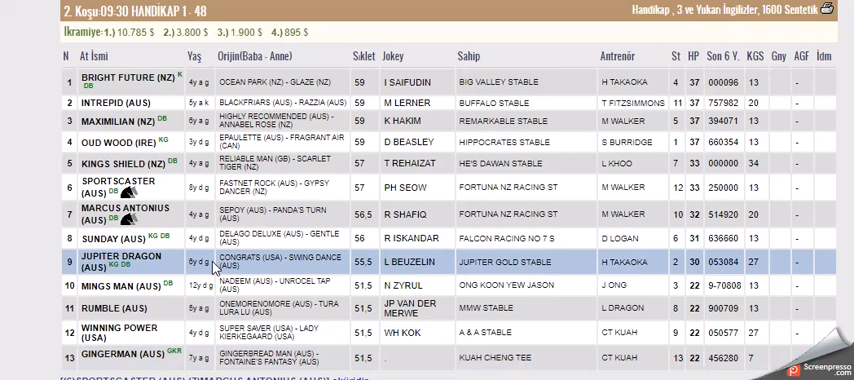 2. Koşu:09:30 HANDİKAP 1 - 48
Handikap , 3 ve Yukarı İngilizler, 1600 Sentetik
İkramiye:1.) 10.785 $ 2.) 3.800 $ 3.) 1.900 $ 4.) 895 $
N At İsmi Yaş Orijin(Baba - Anne) Sıklet Jokey Sahip Antrenör St HP Son 6 Y. KGS Gny AGF İdm
1 BRIGHT FUTURE (NZ) K DB 4y a g OCEAN PARK (NZ) - GLAZE (NZ) 59 I SAIFUDIN BIG VALLEY STABLE H TAKAOKA 4 37 000096 13 -
2 INTREPID (AUS) 5y a k BLACKFRIARS (AUS) - RAZZIA (AUS) 59 M LERNER BUFFALO STABLE T FITZSIMMONS 11 37 757982 20 -
3 MAXIMILIAN (NZ) DB 6y a g HIGHLY RECOMMENDED (AUS) - ANNABEL ROSE (NZ) 59 K HAKIM REMARKABLE STABLE M WALKER 5 37 394071 13 -
4 OUD WOOD (IRE) KG 3y d g EPAULETTE (AUS) - FRAGRANT AIR (CAN) 59 D BEASLEY HIPPOCRATES STABLE S BURRIDGE 1 37 660354 13 -
5 KINGS SHIELD (NZ) DB 4y a g RELIABLE MAN (GB) - SCARLET TIGER (NZ) 57 T REHAIZAT HE'S DAWAN STABLE L KHOO 7 33 000000 34 -
6 SPORTSCASTER (AUS) DB 8y d g FASTNET ROCK (AUS) - GYPSY DANCER (NZ) 57 PH SEOW FORTUNA NZ RACING ST M WALKER 12 33 250000 13 -
7 MARCUS ANTONIUS (AUS) DB 4y a g SEPOY (AUS) - PANDA'S TURN (AUS) 56,5 R SHAFIQ FORTUNA NZ RACING ST M WALKER 10 32 514920 20 -
8 SUNDAY (AUS) KG DB 4y d g DELAGO DELUXE (AUS) - GENTLE (AUS) 56 R ISKANDAR FALCON RACING NO 7 S D LOGAN 6 31 636660 13 -
9 JUPITER DRAGON (AUS) KG DB 6y d g CONGRATS (USA) - SWING DANCE (AUS) 55,5 L BEUZELIN JUPITER GOLD STABLE H TAKAOKA 2 30 053084 27 -
10 MINGS MAN (AUS) DB 12y d g NADEEM (AUS) - UNROCEL TAP (AUS) 51,5 N ZYRUL ONG KOON YEW JASON J ONG 3 22 9-70808 13 -
11 RUMBLE (AUS) 5y a g ONEMOREN­OMORE (AUS) - TURA LURA LU (AUS) 51,5 JP VAN DER MERWE MMW STABLE L DRAGON 8 22 900709 13 -
12 WINNING POWER (USA) 4y d g SUPER SAVER (USA) - LADY KIERKEGAARD (USA) 51,5 WH KOK A & A STABLE CT KUAH 9 22 050577 27 -
13 GINGERMAN (AUS) GKR 7y a g GINGERBREAD MAN (AUS) - FONTAINE'S FANTASY (AUS) 51,5 . KUAH CHENG TEE CT KUAH 13 22 456280 7 -
[(6)SPORTSCASTER (AUS) (7)MARCUS ANTONIUS (AUS)] eküridir.
Screenpresso
screenpresso.com